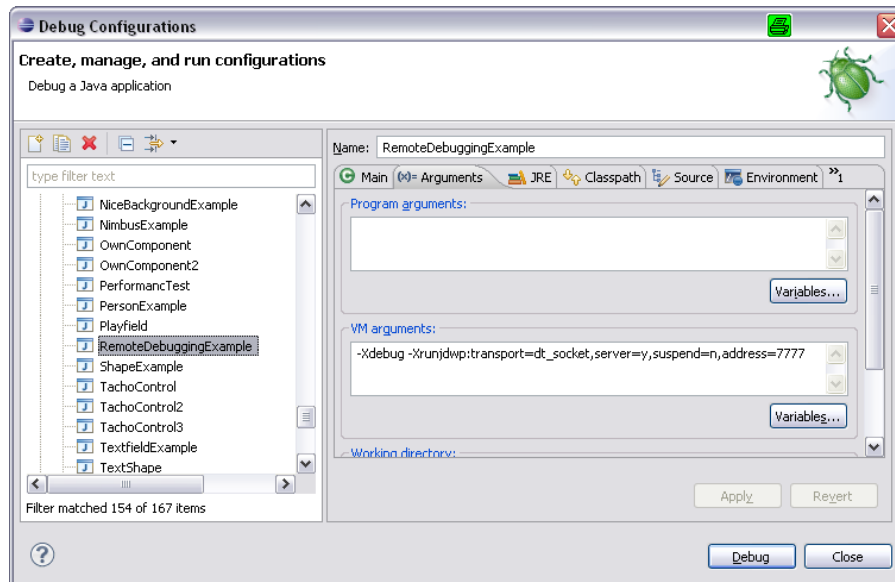 Debug Configurations
Create, manage, and run configurations
Debug a Java application
type filter text
NiceBackgroundExample
NimbusExample
OwnComponent
OwnComponent2
PerformancTest
PersonExample
Playfield
RemoteDebuggingExample
ShapeExample
TachoControl
TachoControl2
TachoControl3
TextfieldExample
TextShape
Filter matched 154 of 167 items
Name: RemoteDebuggingExample
Main (x)= Arguments JRE Classpath Source Environment »1
Program arguments:
Variables...
VM arguments:
-Xdebug -Xrunjdwp:transport=dt_socket,server=y,suspend=n,address=7777
Variables...
Working directory:
Apply Revert
Debug Close